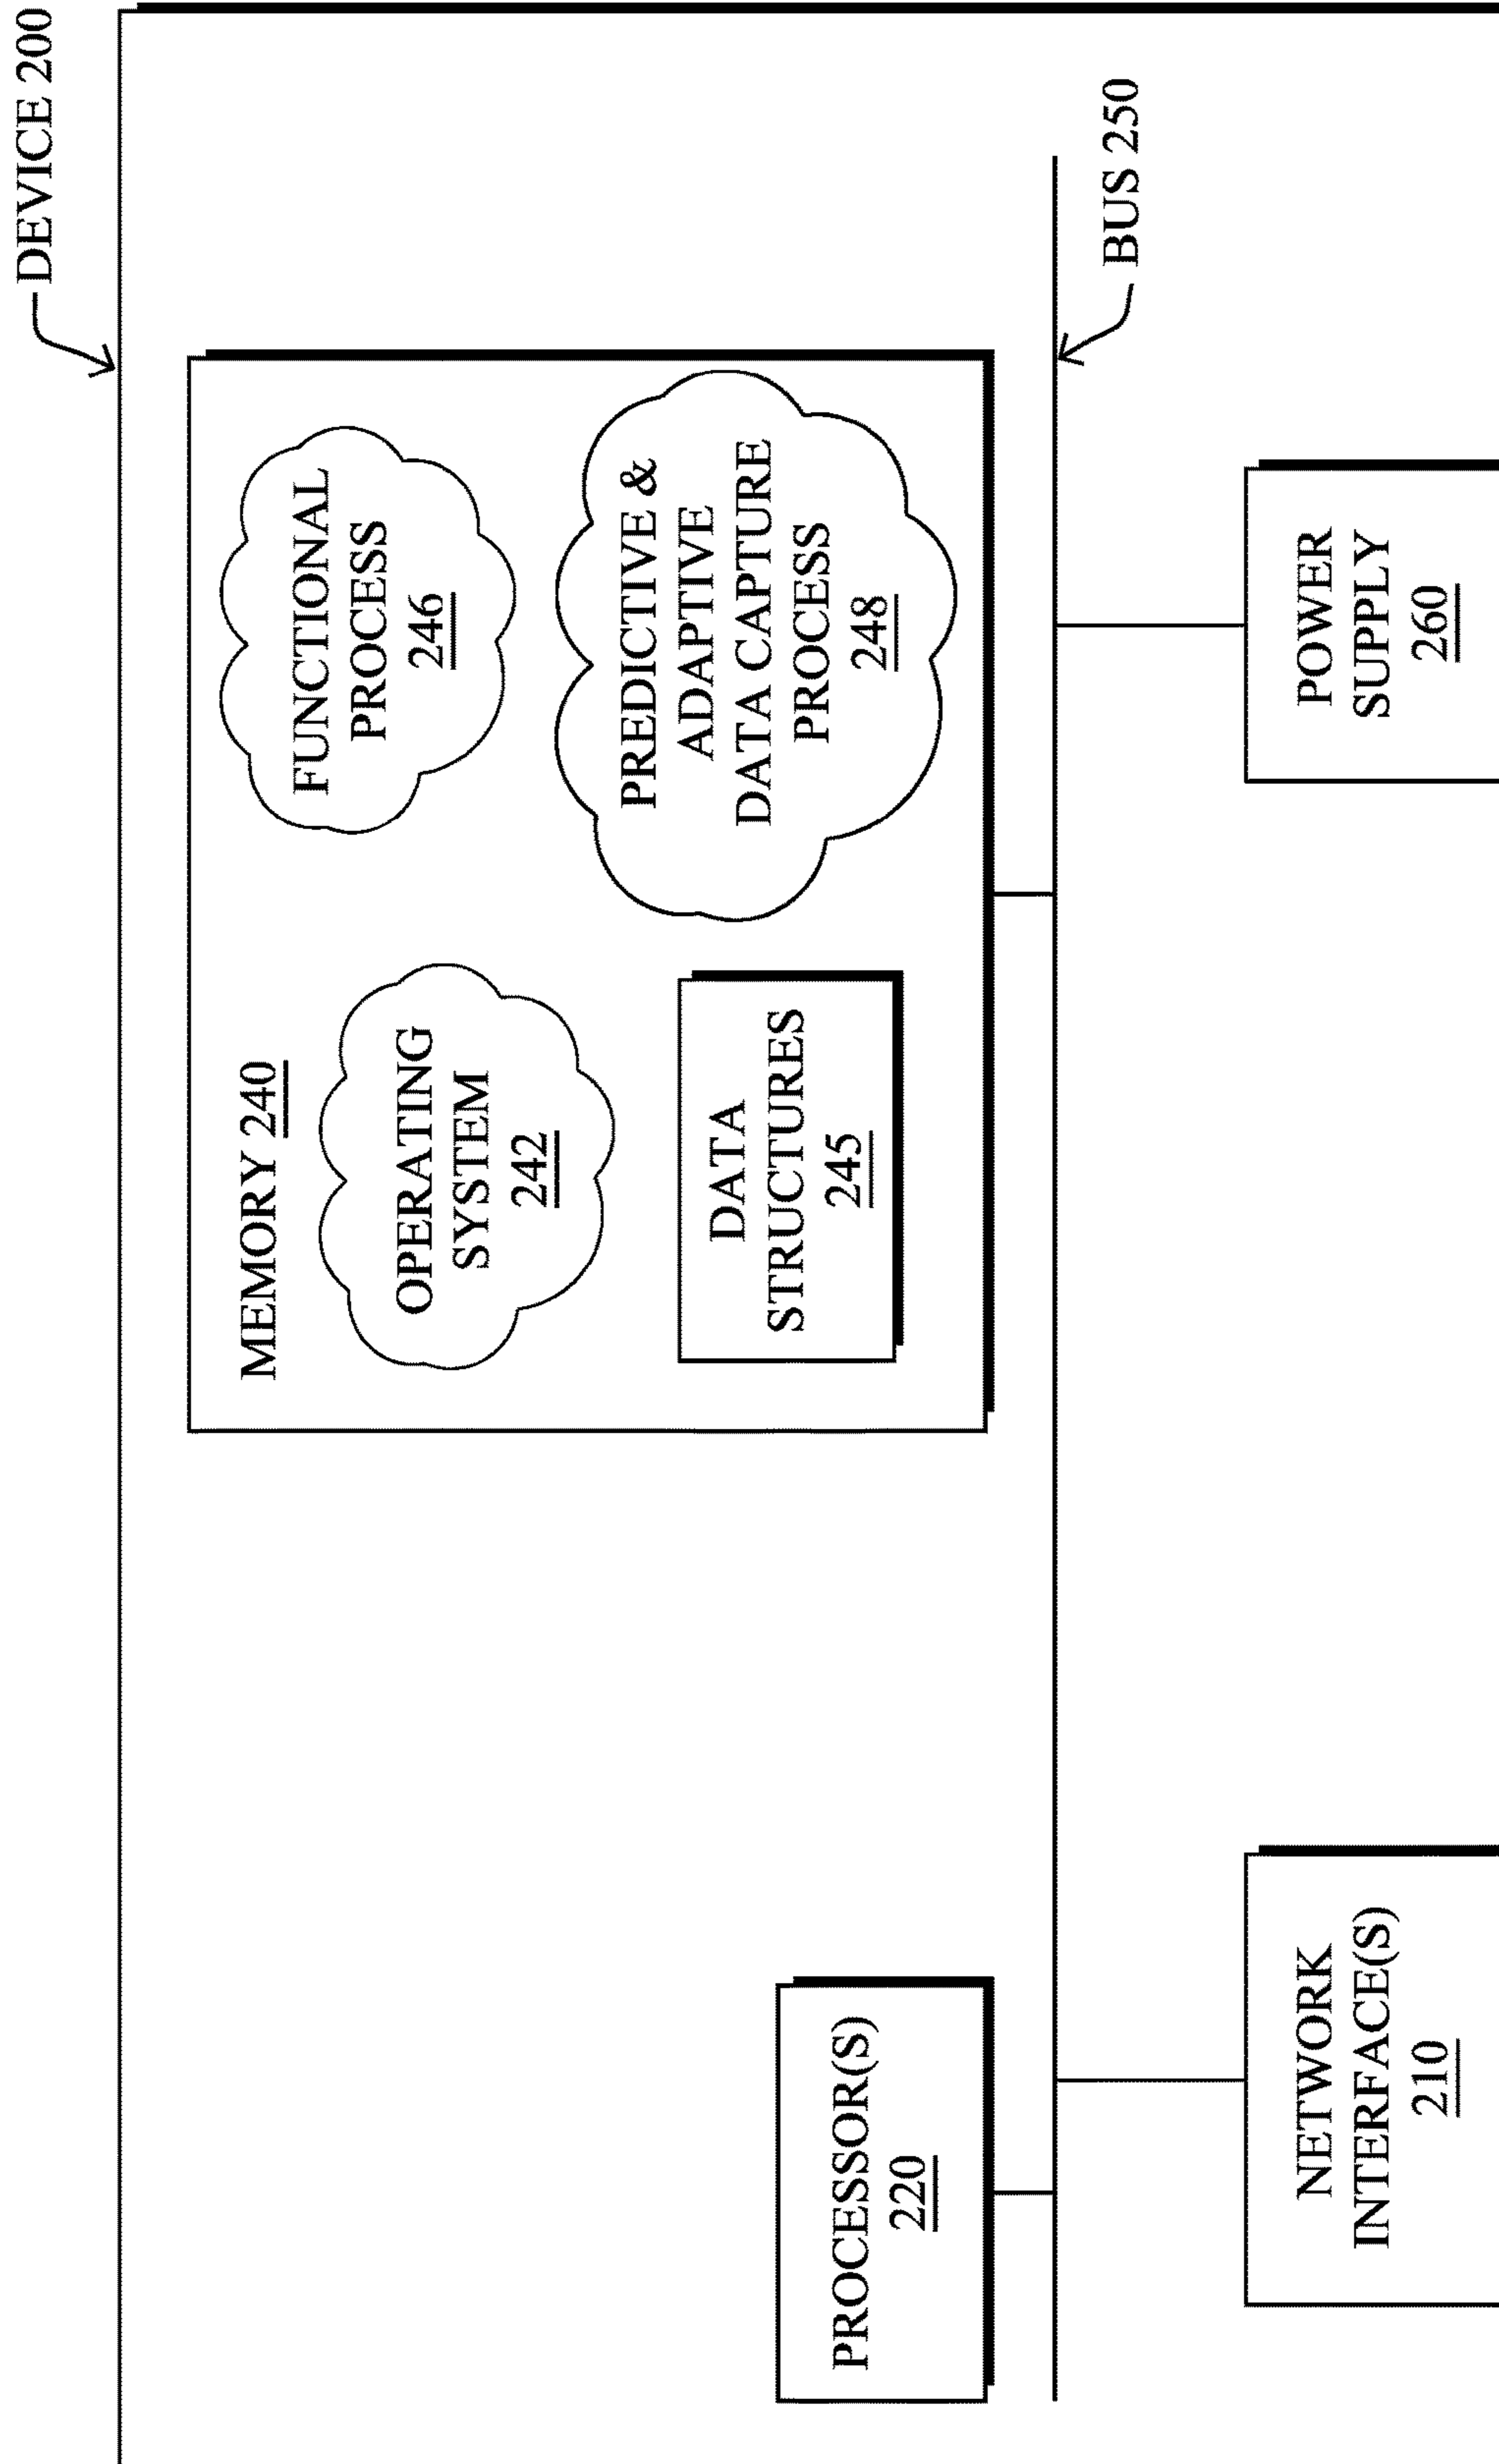 DEVICE 200
MEMORY 240
OPERATING
SYSTEM
242
FUNCTIONAL
PROCESS
246
DATA
STRUCTURES
245
PREDICTIVE &
ADAPTIVE
DATA CAPTURE
PROCESS
248
PROCESSOR(S)
220
BUS 250
NETWORK
INTERFACE(S)
210
POWER
SUPPLY
260